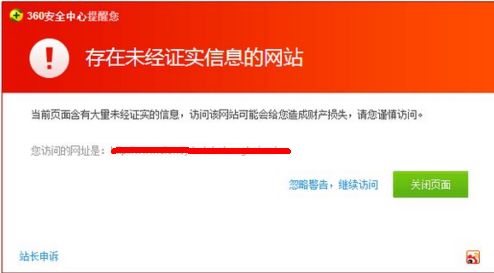 360安全中心提醒您
存在未经证实信息的网站
当前页面含有大量未经证实的信息，访问该网站可能会给您造成财产损失，请您谨慎访问。
您访问的网址是：
忽略警告，继续访问
关闭页面
站长申诉